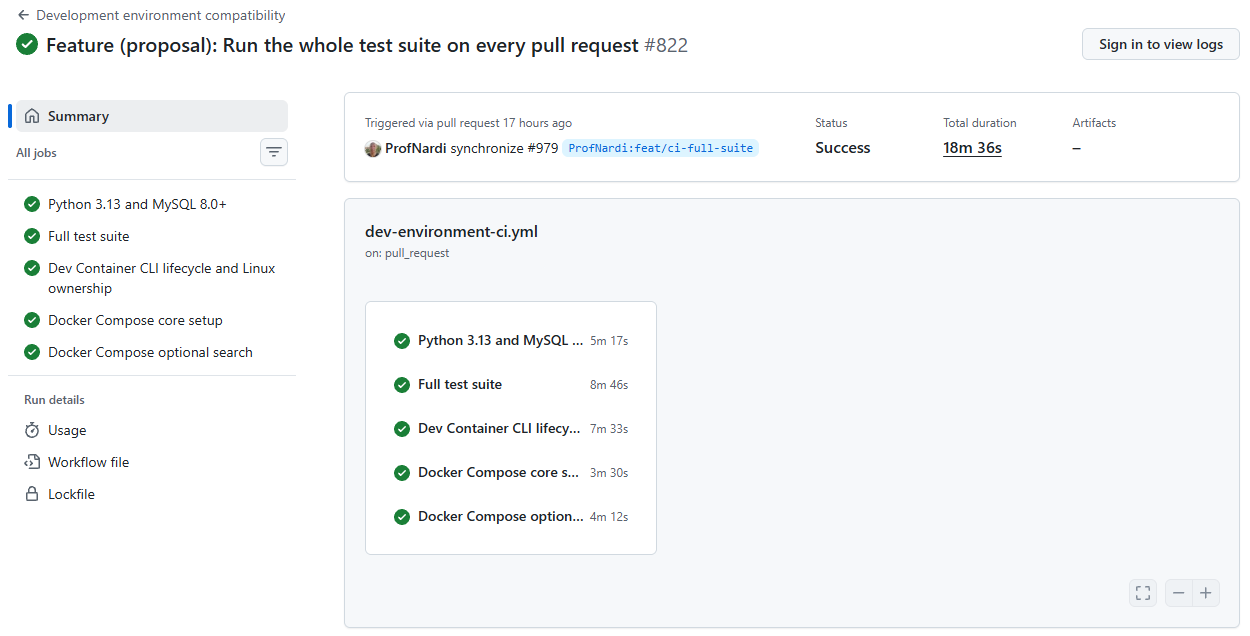 Development environment compatibility
Feature (proposal): Run the whole test suite on every pull request #822
Sign in to view logs
Summary
All jobs
Python 3.13 and MySQL 8.0+
Full test suite
Dev Container CLI lifecycle and Linux
ownership
Docker Compose core setup
Docker Compose optional search
Run details
Usage
Workflow file
Lockfile
Triggered via pull request 17 hours ago
ProfNardi synchronize #979 ProfNardi:feat/ci-full-suite
Status
Success
Total duration
18m 36s
Artifacts
–
dev-environment-ci.yml
on: pull_request
Python 3.13 and MySQL ... 5m 17s
Full test suite 8m 46s
Dev Container CLI lifecy... 7m 33s
Docker Compose core s... 3m 30s
Docker Compose option... 4m 12s